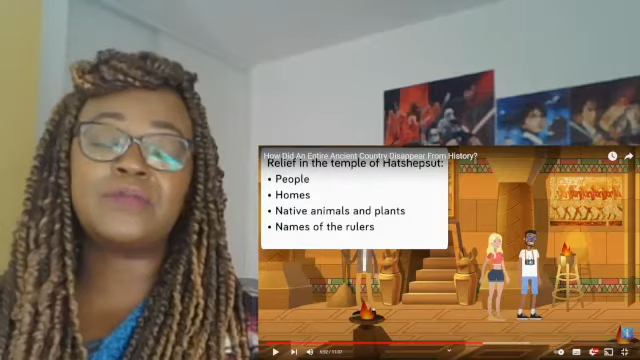 How Did An Entire Ancient Country Disappear From History?
Relief in the temple of Hatshepsut:
• People
• Homes
• Native animals and plants
• Names of the rulers